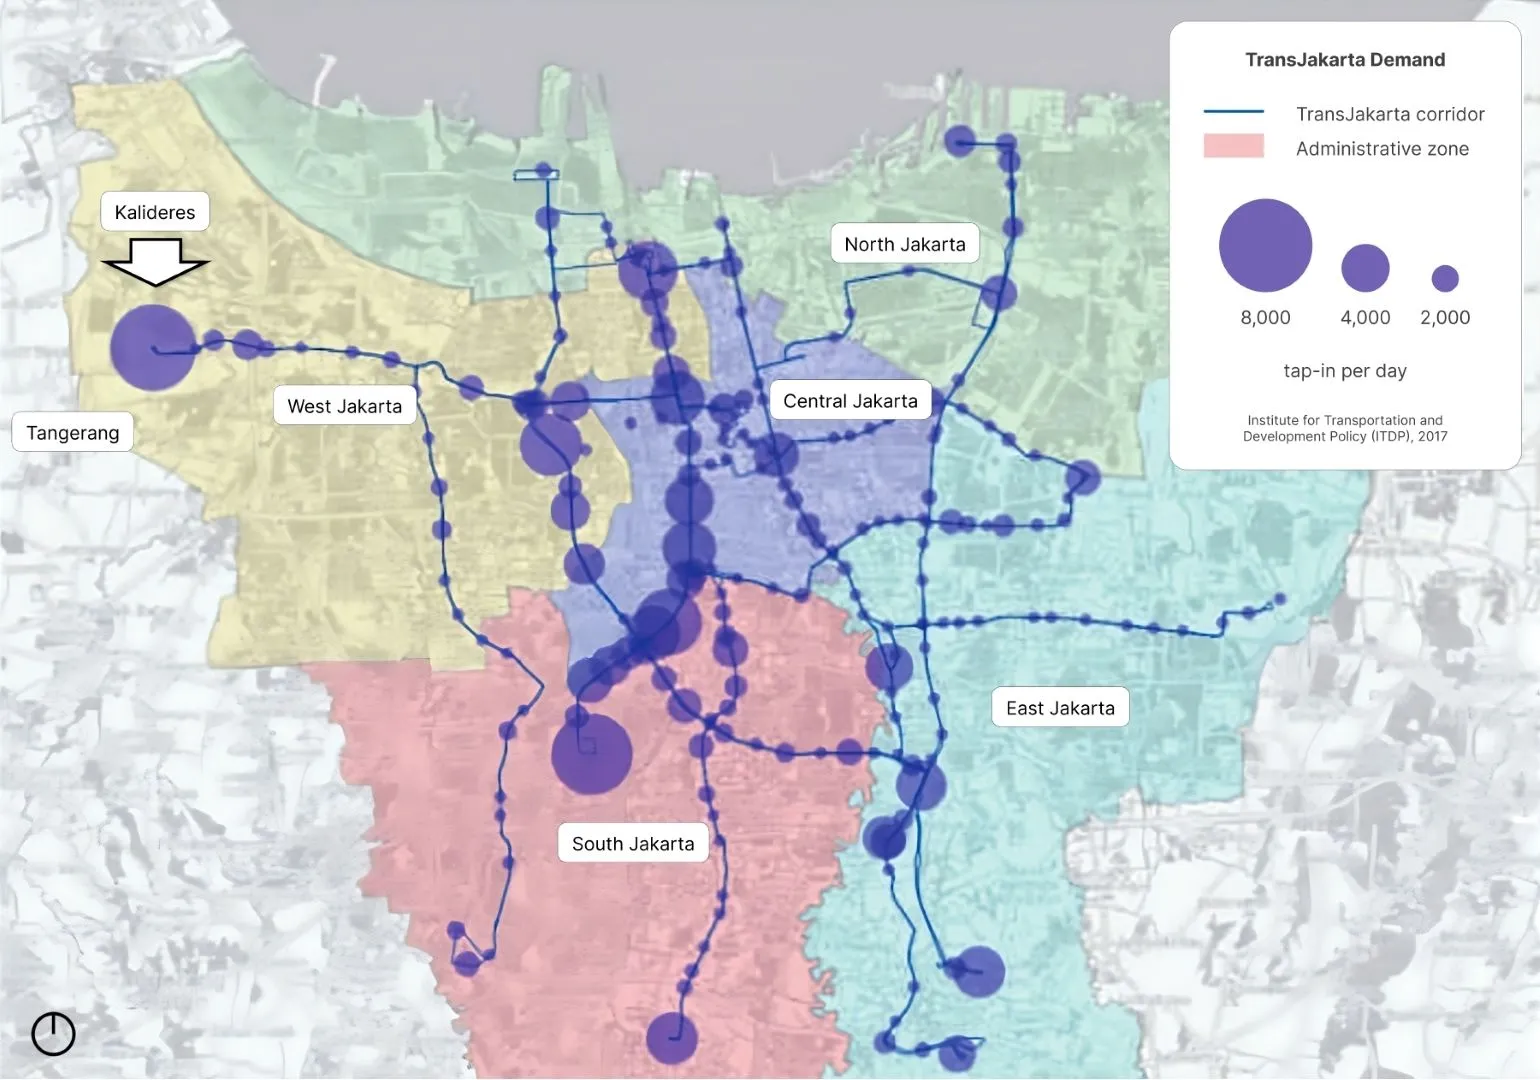 TransJakarta Demand
TransJakarta corridor
Administrative zone
8,000
4,000
2,000
tap-in per day
Institute for Transportation and
Development Policy (ITDP), 2017
Kalideres
North Jakarta
West Jakarta
Central Jakarta
Tangerang
East Jakarta
South Jakarta